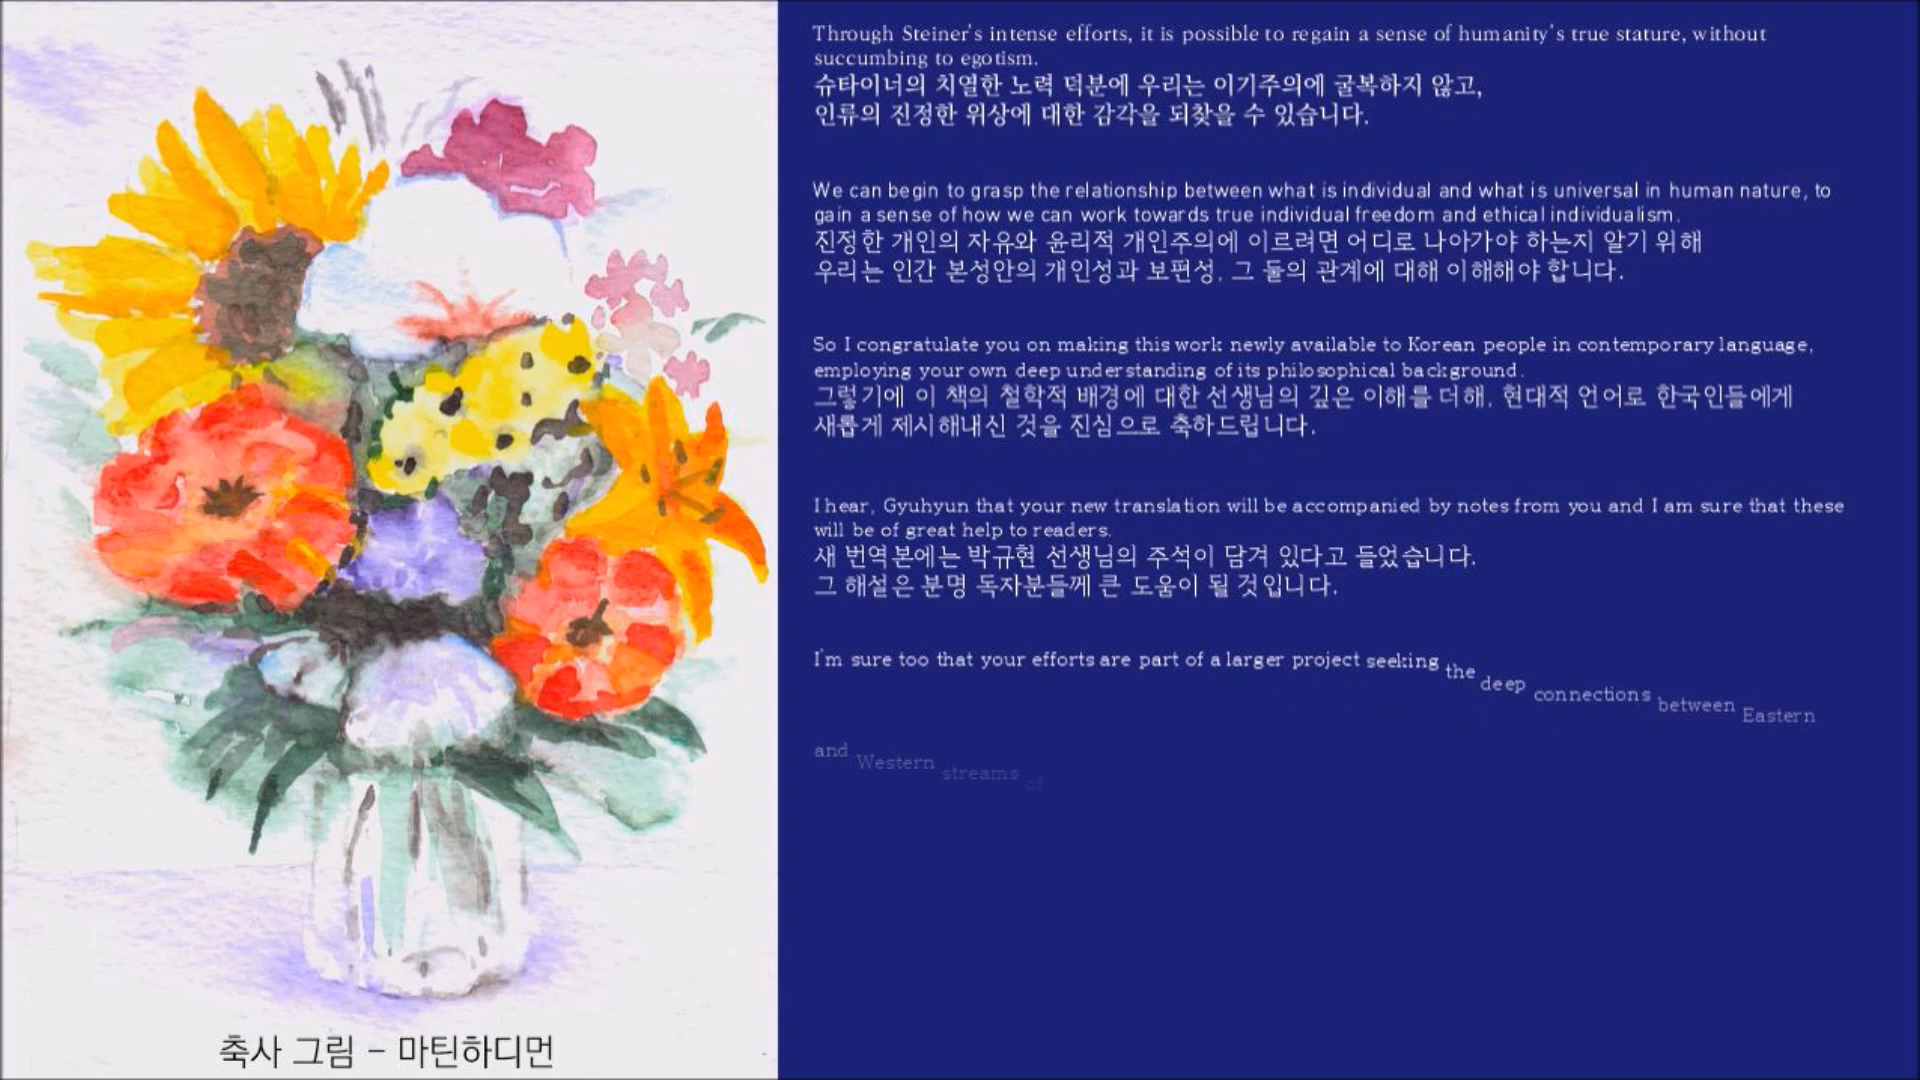 Through Steiner's intense efforts, it is possible to regain a sense of humanity's true stature, without
succumbing to egotism.
슈타이너의 치열한 노력 덕분에 우리는 이기주의에 굴복하지 않고,
인류의 진정한 위상에 대한 감각을 되찾을 수 있습니다.
We can begin to grasp the relationship between what is individual and what is universal in human nature, to
gain a sense of how we can work towards true individual freedom and ethical individualism.
진정한 개인의 자유와 윤리적 개인주의에 이르려면 어디로 나아가야 하는지 알기 위해
우리는 인간 본성안의 개인성과 보편성, 그 둘의 관계에 대해 이해해야 합니다.
So I congratulate you on making this work newly available to Korean people in contemporary language,
employing your own deep understanding of its philosophical background.
그렇기에 이 책의 철학적 배경에 대한 선생님의 깊은 이해를 더해, 현대적 언어로 한국인들에게
새롭게 제시해내신 것을 진심으로 축하드립니다.
I hear, Gyuhyun that your new translation will be accompanied by notes from you and I am sure that these
will be of great help to readers.
새 번역본에는 박규현 선생님의 주석이 담겨 있다고 들었습니다.
그 해설은 분명 독자분들께 큰 도움이 될 것입니다.
I'm sure too that your efforts are part of a larger project seeking the deep connections between Eastern
and Western streams of
축사 그림 - 마틴하디먼